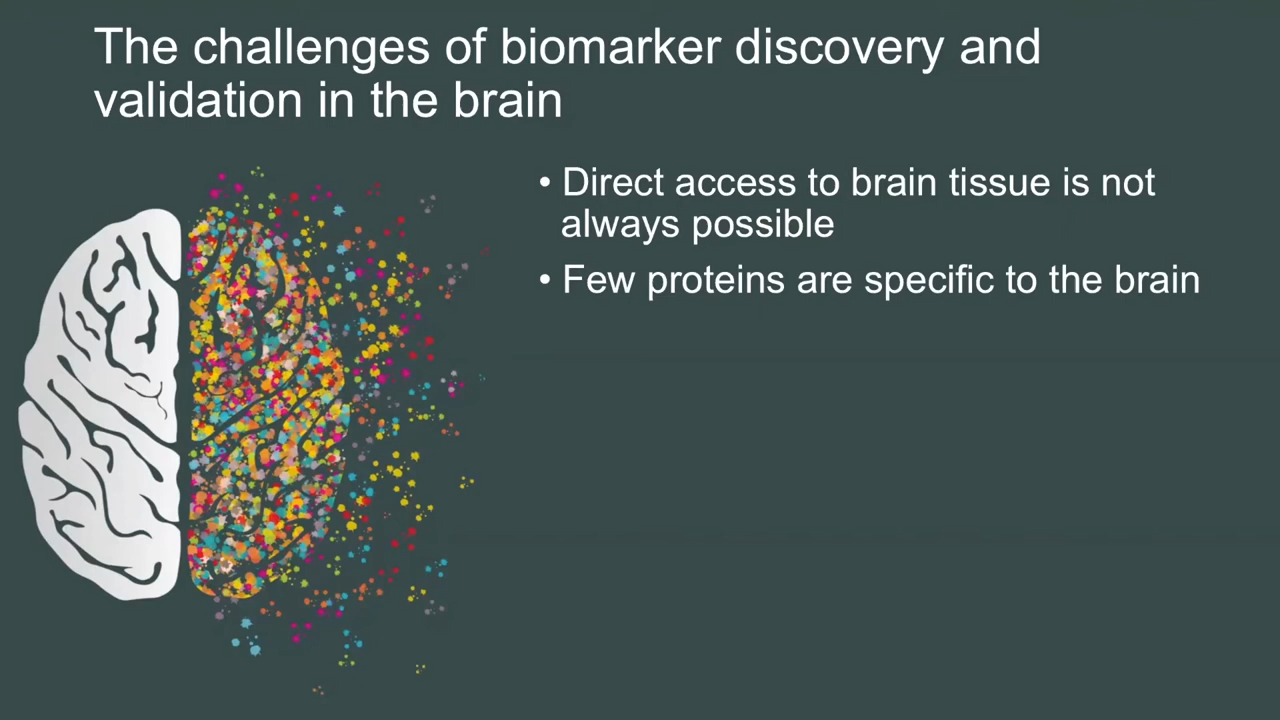 The challenges of biomarker discovery and
validation in the brain
• Direct access to brain tissue is not
always possible
• Few proteins are specific to the brain